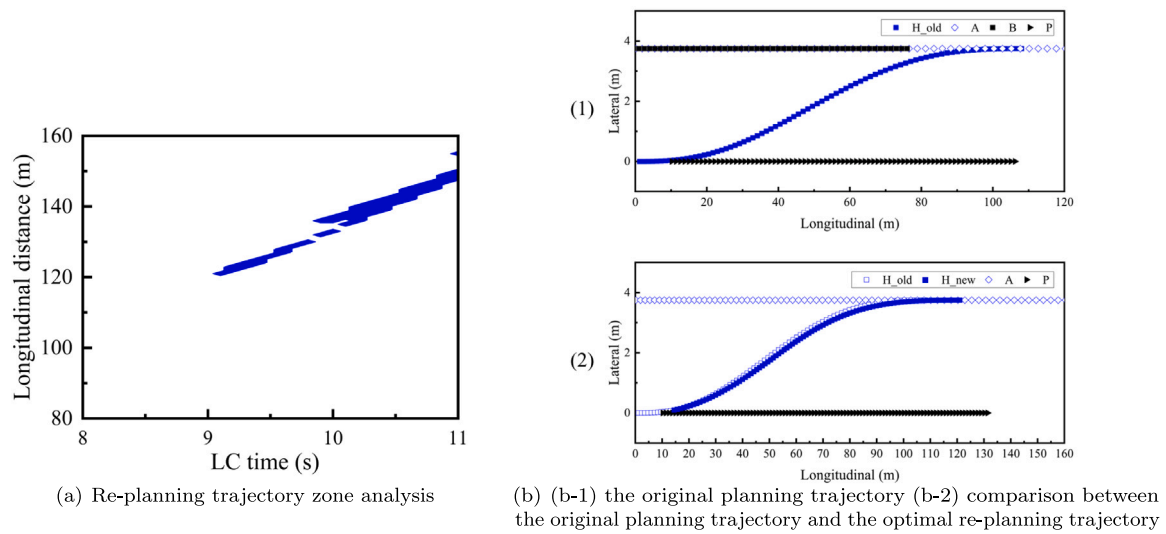 160
140
120
100
80
8
9
10
11
Longitudinal distance (m)
LC time (s)
(a) Re-planning trajectory zone analysis
(1)
H_old A B P
4
2
0
Lateral (m)
0 20 40 60 80 100 120
Longitudinal (m)
(2)
H_old H_new A P
4
2
0
Lateral (m)
0 10 20 30 40 50 60 70 80 90 100 110 120 130 140 150 160
Longitudinal (m)
(b) (b-1) the original planning trajectory (b-2) comparison between
the original planning trajectory and the optimal re-planning trajectory